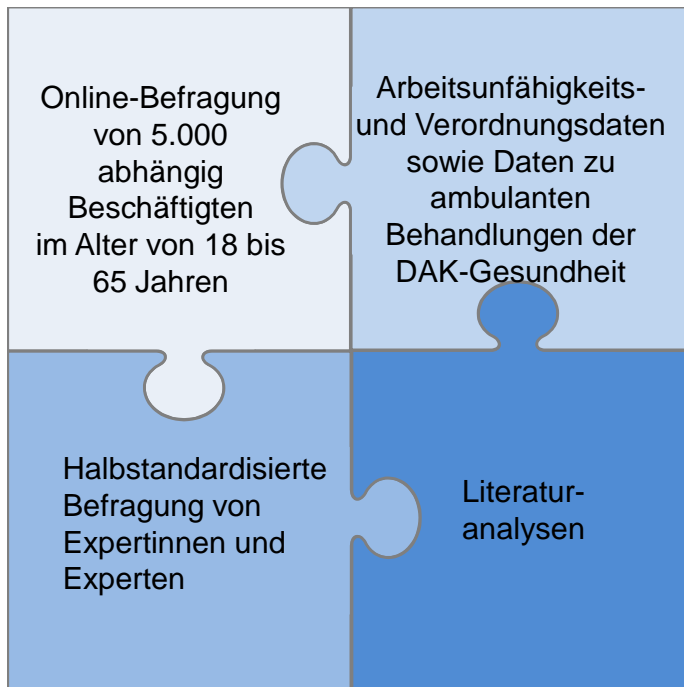 Online-Befragung
von 5.000
abhängig
Beschäftigten
im Alter von 18 bis
65 Jahren
Arbeitsunfähigkeits-
und Verordnungsdaten
sowie Daten zu
ambulanten
Behandlungen der
DAK-Gesundheit
Halbstandardisierte
Befragung von
Expertinnen und
Experten
Literatur-
analysen